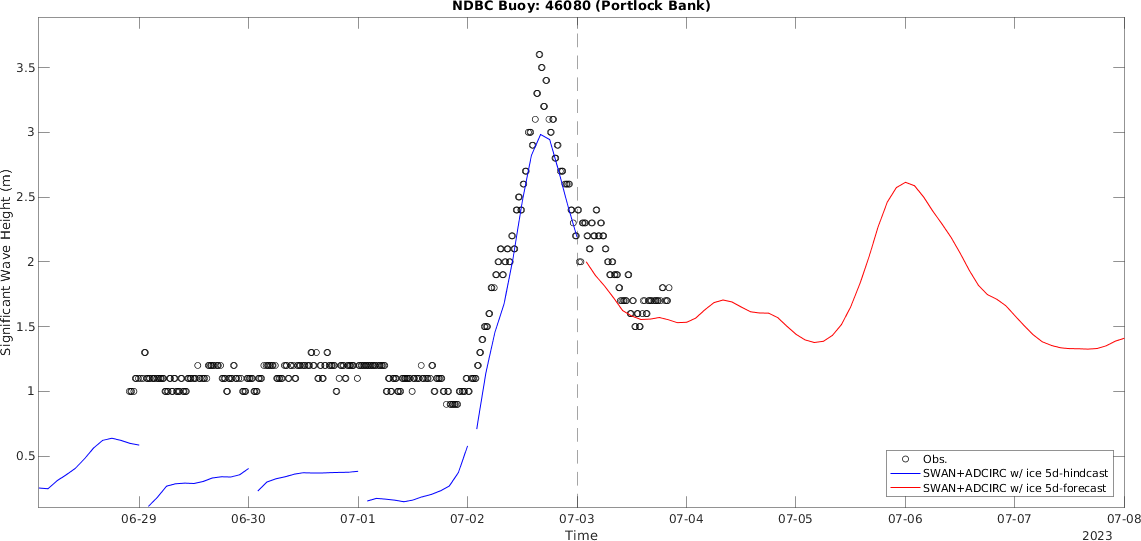 NDBC Buoy: 46080 (Portlock Bank)
3.5
3
2.5
2
1.5
1
0.5
Significant Wave Height (m)
Obs.
SWAN+ADCIRC w/ ice 5d-hindcast
SWAN+ADCIRC w/ ice 5d-forecast
06-29 06-30 07-01 07-02 07-03 07-04 07-05 07-06 07-07 07-08
Time 2023